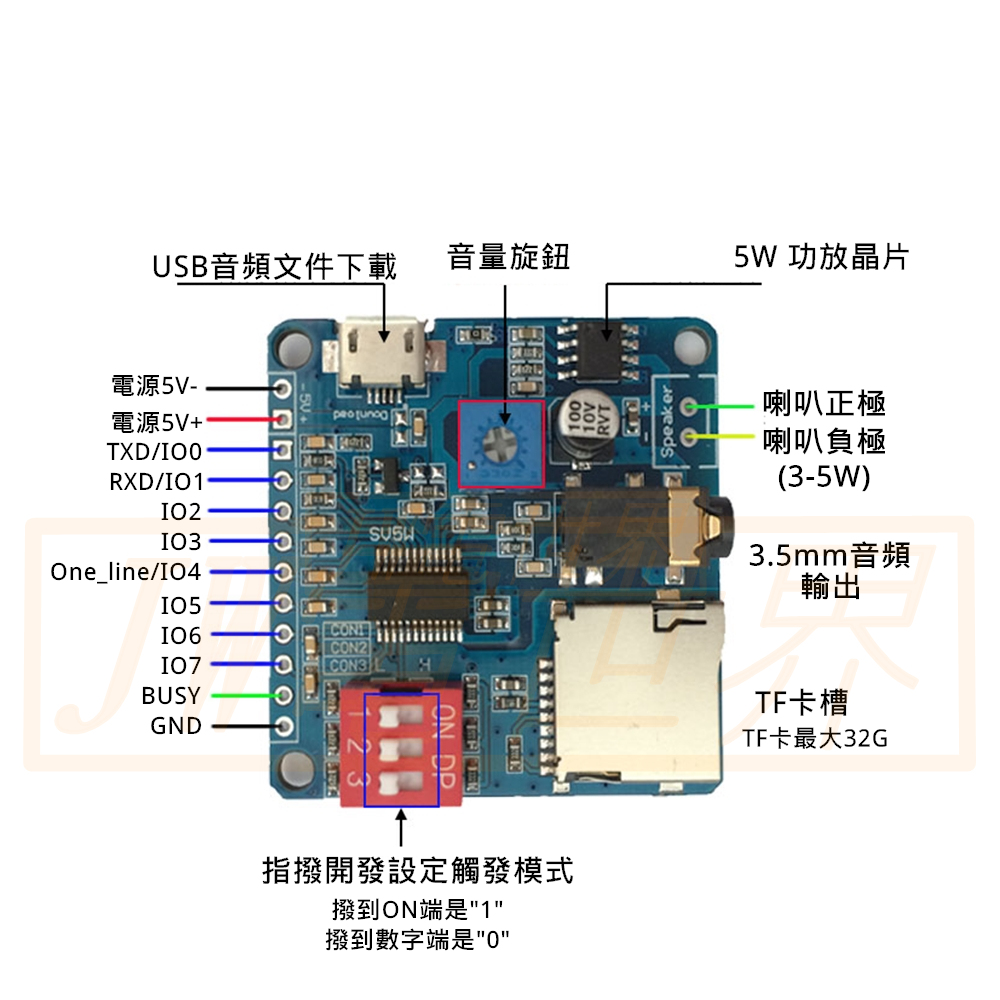 USB音頻文件下載
音量旋鈕
5W 功放晶片
電源5V-
電源5V+
TXD/IO0
RXD/IO1
IO2
IO3
One_line/IO4
IO5
IO6
IO7
BUSY
GND
- 5V +
Download
100
10V
RVT
+
-
Speaker
喇叭正極
喇叭負極
(3-5W)
3.5mm音頻
輸出
TF卡槽
TF卡最大32G
CON1
CON2
CON3
L
H
1 2 3
ON DP
指撥開發設定觸發模式
撥到ON端是"1"
撥到數字端是"0"